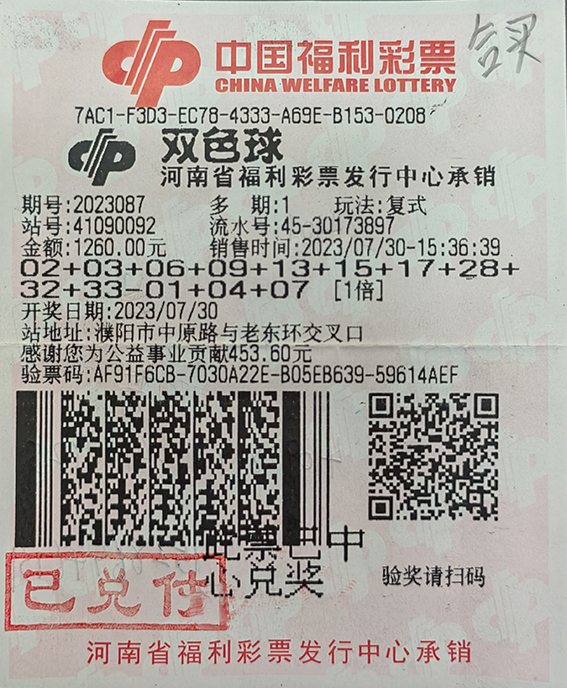 中国福利彩票
CHINA WELFARE LOTTERY
合买
7AC1-F3D3-EC78-4333-A69E-B153-0208
双色球
河南省福利彩票发行中心承销
期号:2023087 多 期:1 玩法:复式
站号:41090092 流水号:45-30173897
金额:1260.00元 销售时间:2023/07/30-15:36:39
02+03+06+09+13+15+17+28+
32+33-01+04+07 [1倍]
开奖日期:2023/07/30
站地址:濮阳市中原路与老东环交叉口
感谢您为公益事业贡献453.60元
验票码:AF91F6CB-7030A22E-B05EB639-59614AEF
此票已中
心兑奖
验奖请扫码
已兑付
河南省福利彩票发行中心承销